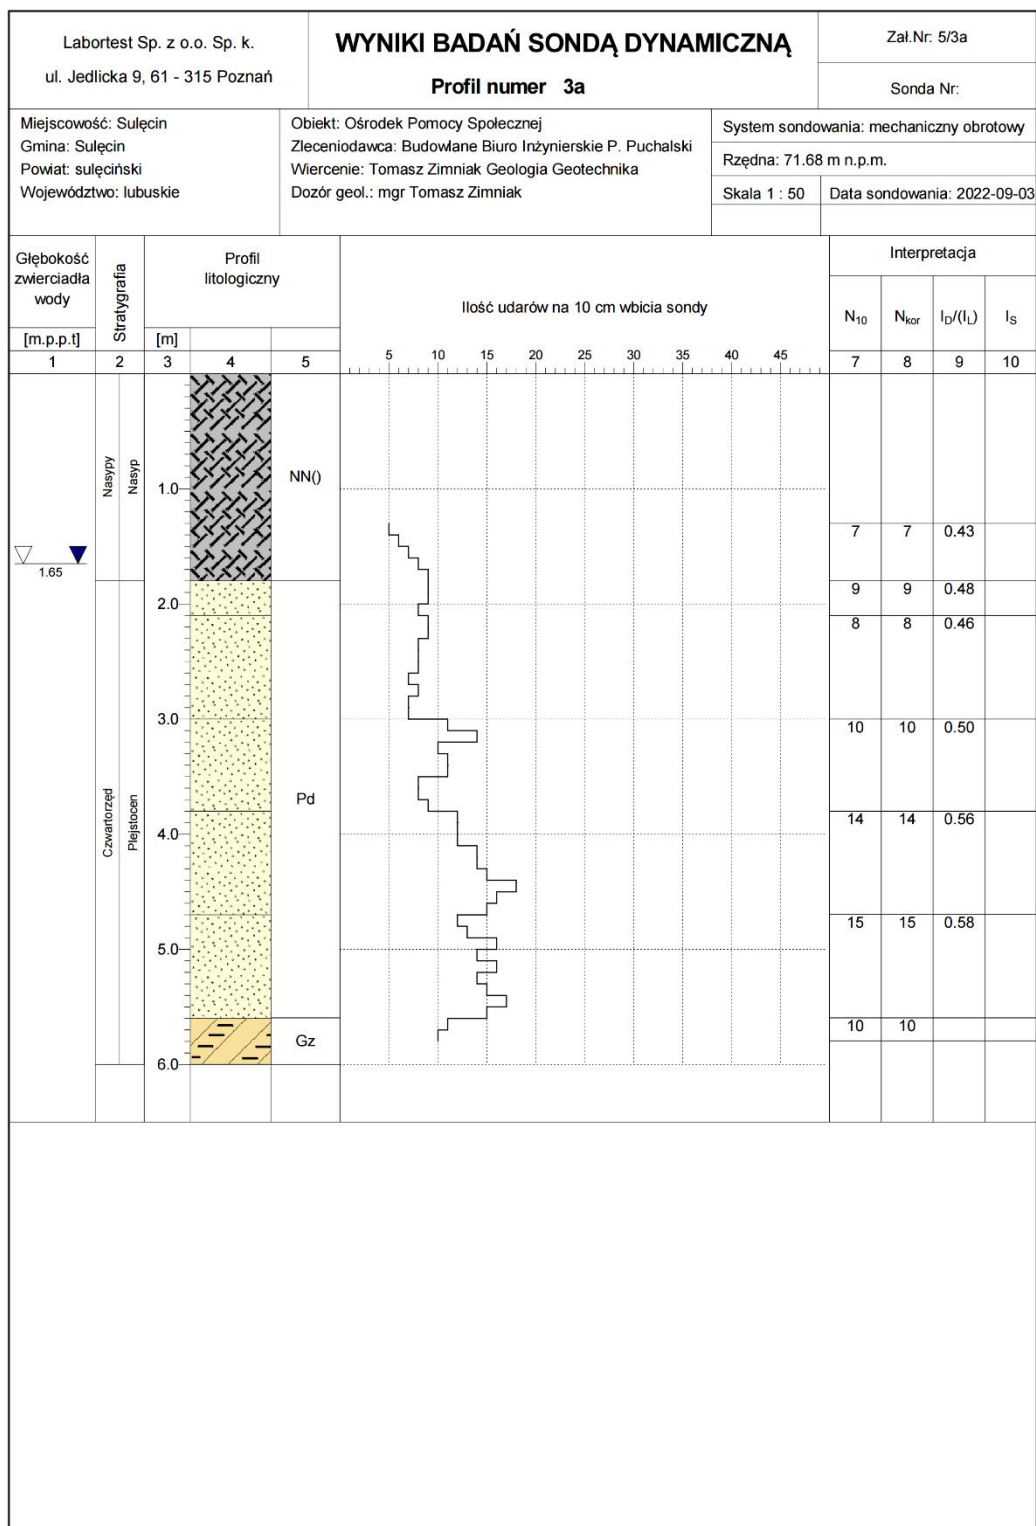 Labortest Sp. z o.o. Sp. k.
ul. Jedlicka 9, 61 - 315 Poznań
WYNIKI BADAŃ SONDĄ DYNAMICZNĄ
Profil numer 3a
Zał.Nr: 5/3a
Sonda Nr:
Miejscowość: Sulęcin
Gmina: Sulęcin
Powiat: sulęciński
Województwo: lubuskie
Obiekt: Ośrodek Pomocy Społecznej
Zleceniodawca: Budowlane Biuro Inżynierskie P. Puchalski
Wiercenie: Tomasz Zimniak Geologia Geotechnika
Dozór geol.: mgr Tomasz Zimniak
System sondowania: mechaniczny obrotowy
Rzędna: 71.68 m n.p.m.
Skala 1 : 50 Data sondowania: 2022-09-03
Głębokość
zwierciadła
wody
[m.p.p.t]
Stratygrafia
Profil
litologiczny
[m]
Ilość udarów na 10 cm wbicia sondy
Interpretacja
N10 Nkor ID/(IL) IS
5 10 15 20 25 30 35 40 45
1 2 3 4 5 7 8 9 10
Nasypy
Nasyp
NN()
1.0
7 7 0.43
1.65
9 9 0.48
2.0
8 8 0.46
3.0
10 10 0.50
Pd
Czwartorzęd
Plejstocen
14 14 0.56
4.0
15 15 0.58
5.0
10 10
Gz
6.0